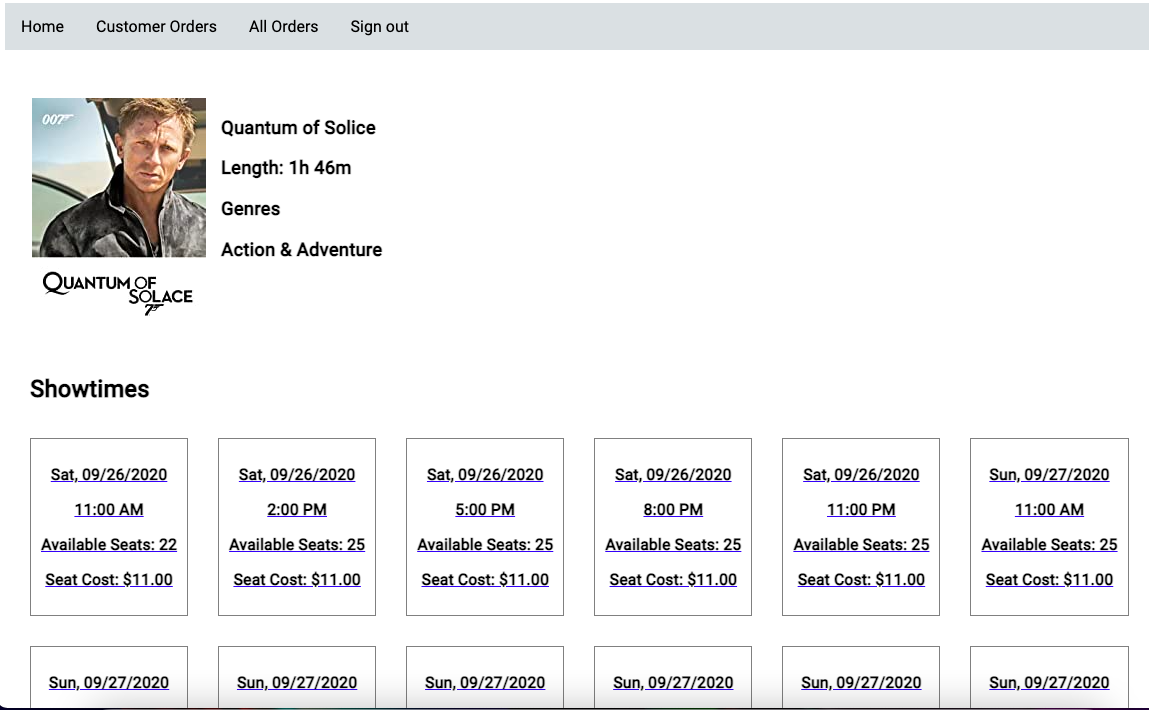 Home Customer Orders All Orders Sign out
007
Quantum of Solice
Length: 1h 46m
Genres
Action & Adventure
QUANTUM OF
SOLACE
7
Showtimes
Sat, 09/26/2020 Sat, 09/26/2020 Sat, 09/26/2020 Sat, 09/26/2020 Sat, 09/26/2020 Sun, 09/27/2020
11:00 AM 2:00 PM 5:00 PM 8:00 PM 11:00 PM 11:00 AM
Available Seats: 22 Available Seats: 25 Available Seats: 25 Available Seats: 25 Available Seats: 25 Available Seats: 25
Seat Cost: $11.00 Seat Cost: $11.00 Seat Cost: $11.00 Seat Cost: $11.00 Seat Cost: $11.00 Seat Cost: $11.00
Sun, 09/27/2020 Sun, 09/27/2020 Sun, 09/27/2020 Sun, 09/27/2020 Sun, 09/27/2020 Sun, 09/27/2020